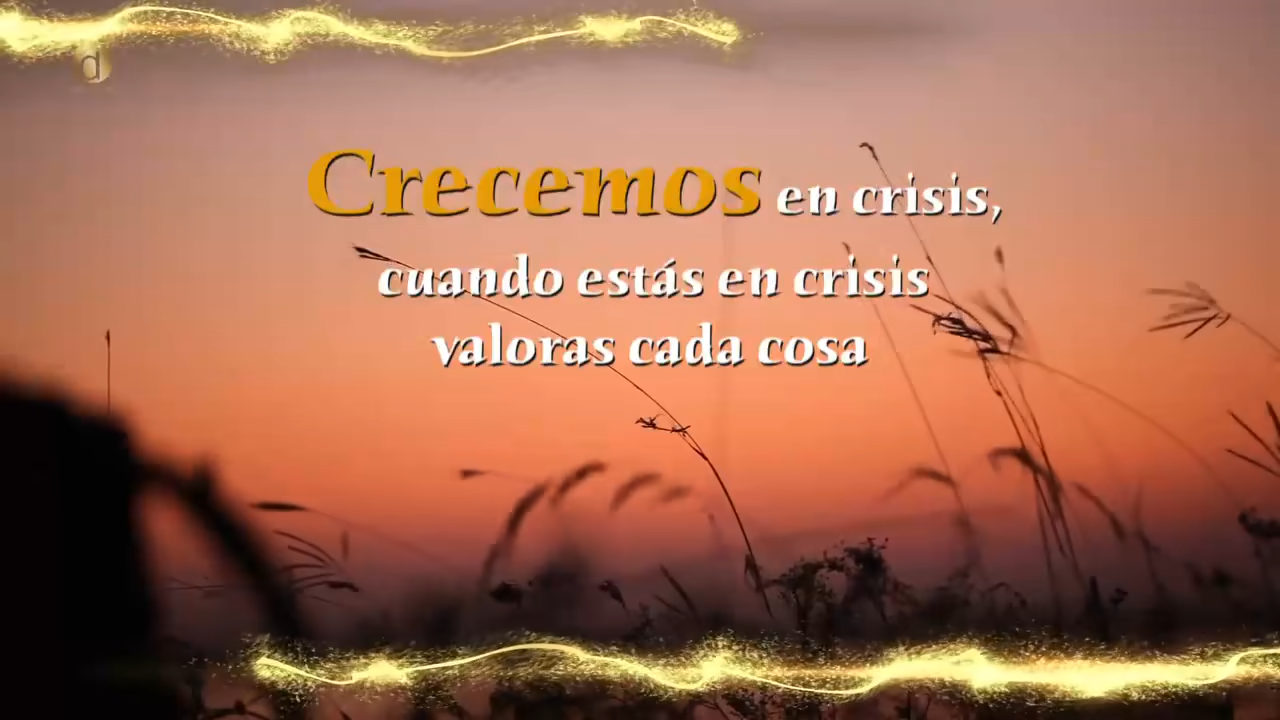 d
Crecemos en crisis,
cuando estás en crisis
valoras cada cosa